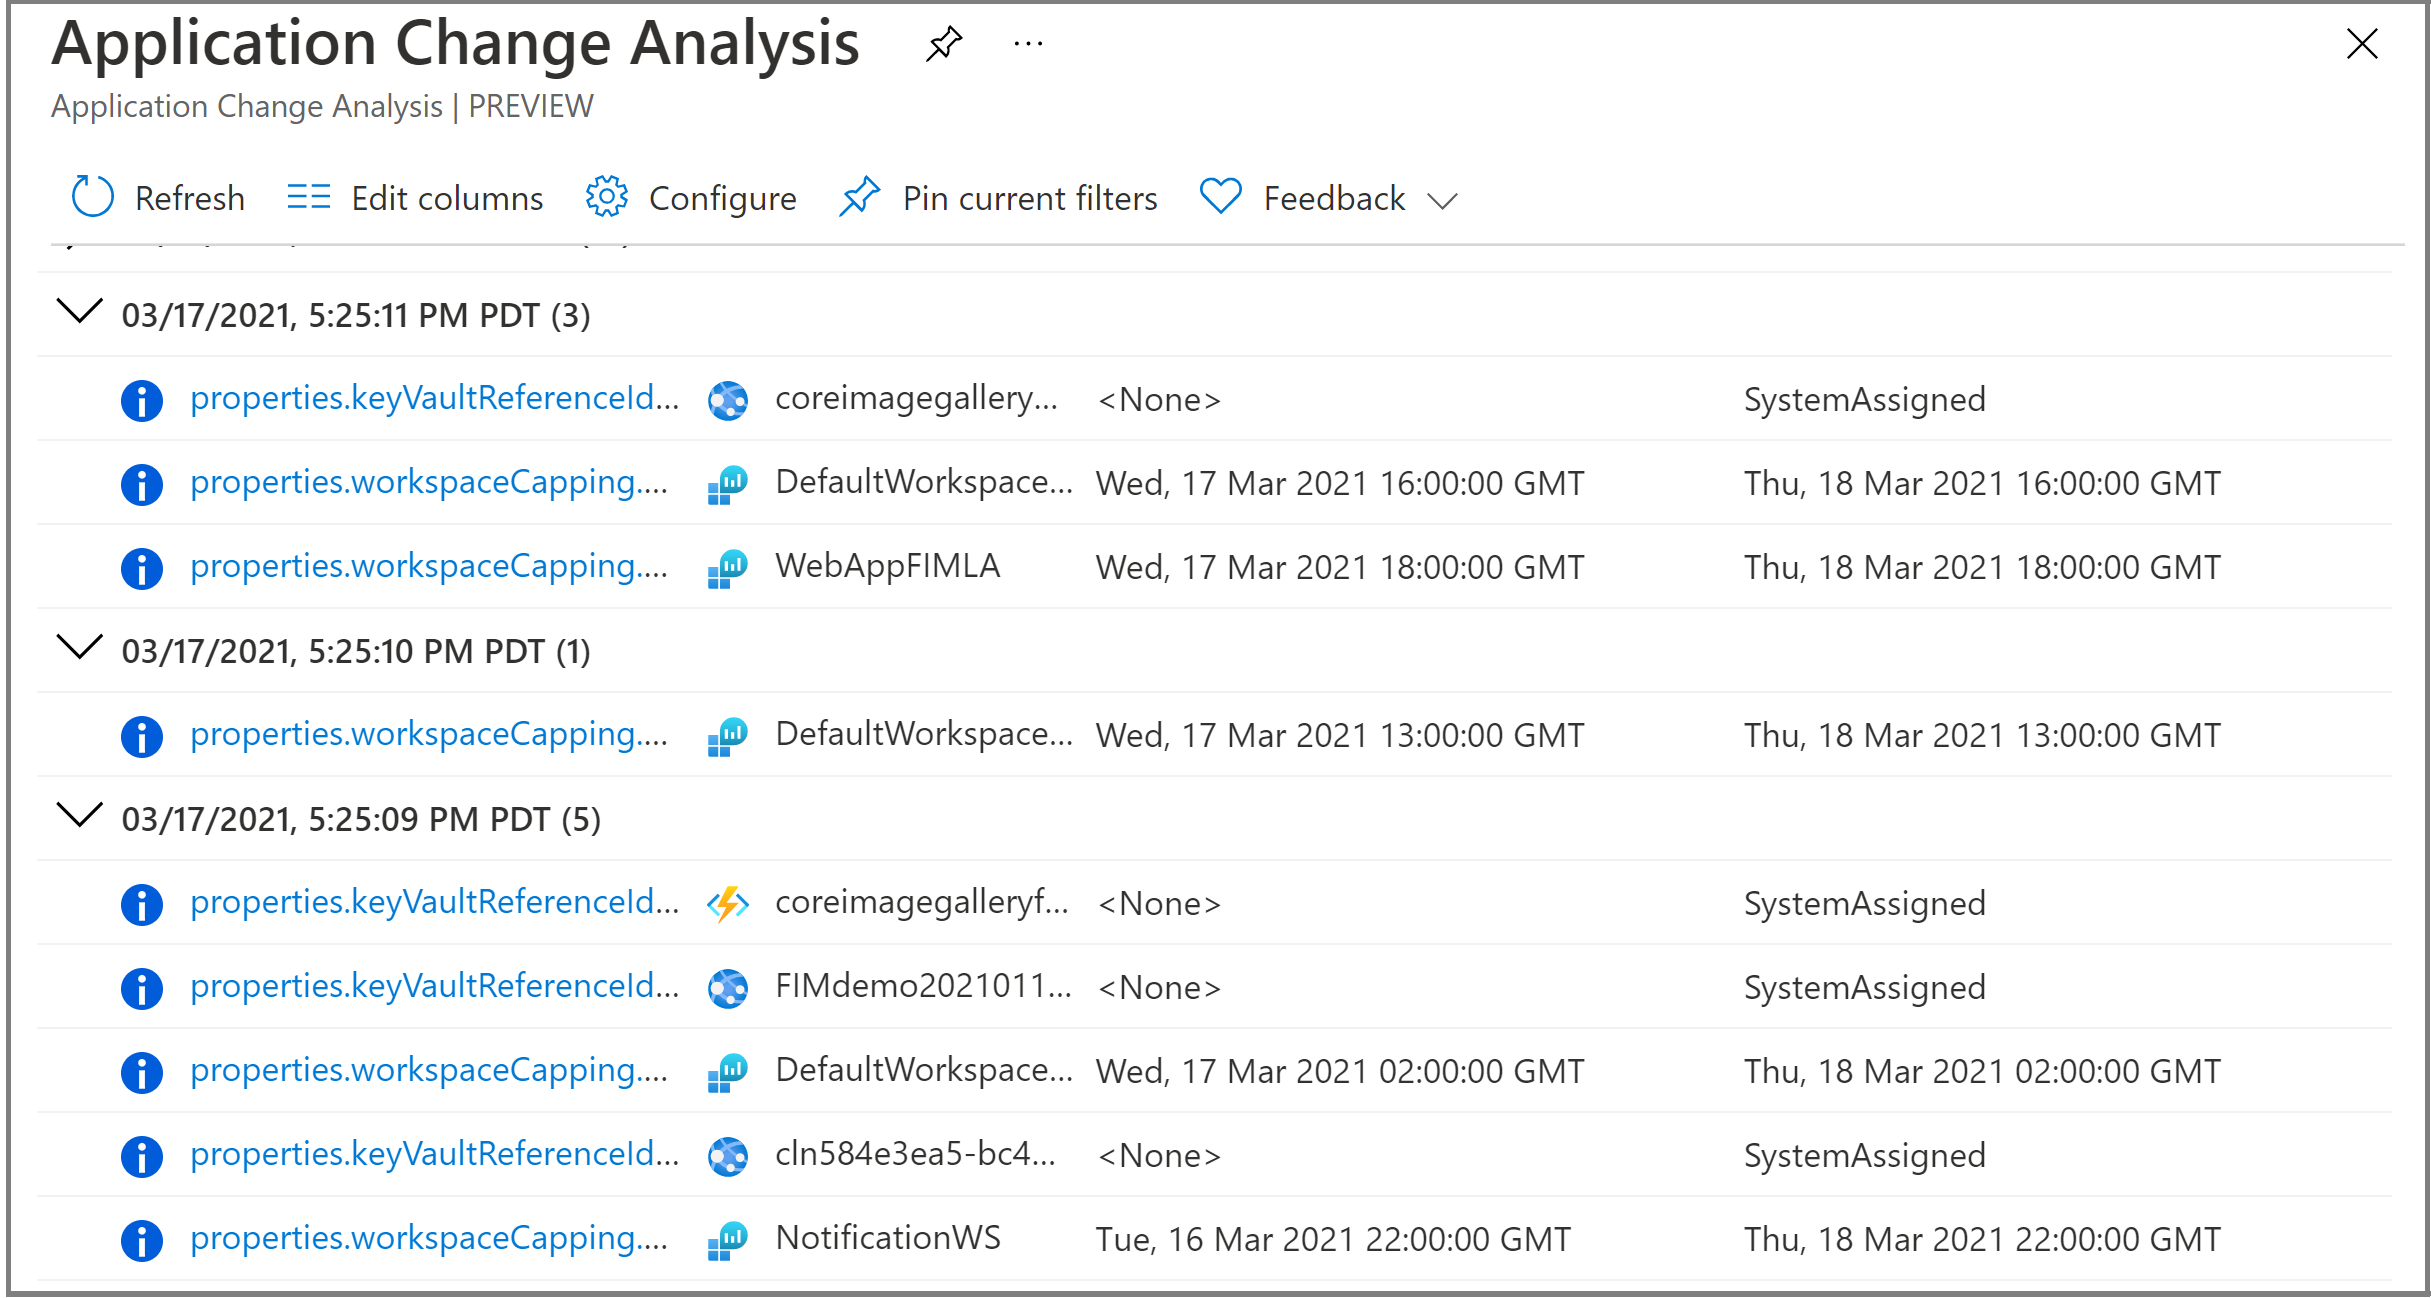 Application Change Analysis ...
Application Change Analysis | PREVIEW
Refresh Edit columns Configure Pin current filters Feedback
03/17/2021, 5:25:11 PM PDT (3)
properties.keyVaultReferenceId... coreimagegallery... <None> SystemAssigned
properties.workspaceCapping.... DefaultWorkspace... Wed, 17 Mar 2021 16:00:00 GMT Thu, 18 Mar 2021 16:00:00 GMT
properties.workspaceCapping.... WebAppFIMLA Wed, 17 Mar 2021 18:00:00 GMT Thu, 18 Mar 2021 18:00:00 GMT
03/17/2021, 5:25:10 PM PDT (1)
properties.workspaceCapping.... DefaultWorkspace... Wed, 17 Mar 2021 13:00:00 GMT Thu, 18 Mar 2021 13:00:00 GMT
03/17/2021, 5:25:09 PM PDT (5)
properties.keyVaultReferenceId... coreimagegalleryf... <None> SystemAssigned
properties.keyVaultReferenceId... FIMdemo2021011... <None> SystemAssigned
properties.workspaceCapping.... DefaultWorkspace... Wed, 17 Mar 2021 02:00:00 GMT Thu, 18 Mar 2021 02:00:00 GMT
properties.keyVaultReferenceId... cln584e3ea5-bc4... <None> SystemAssigned
properties.workspaceCapping.... NotificationWS Tue, 16 Mar 2021 22:00:00 GMT Thu, 18 Mar 2021 22:00:00 GMT